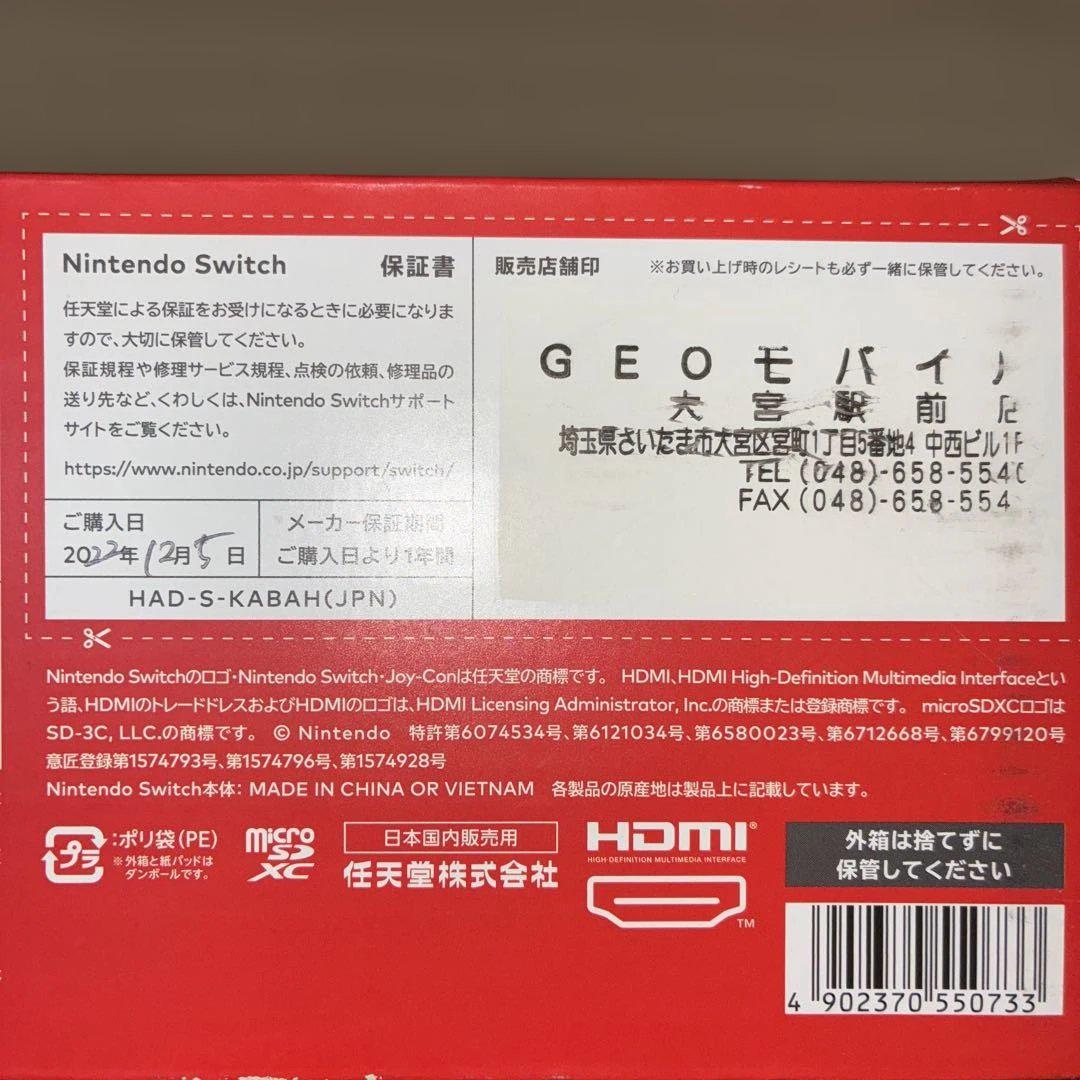 Nintendo Switch 保証書
任天堂による保証をお受けになるときに必要になりま
すので、大切に保管してください。
保証規程や修理サービス規程、点検の依頼、修理品の
送り先など、くわしくは、Nintendo Switchサポート
サイトをご覧ください。
https://www.nintendo.co.jp/support/switch/
ご購入日
2022年12月5日
メーカー保証期間
ご購入日より1年間
HAD-S-KABAH(JPN)
販売店舗印 ※お買い上げ時のレシートも必ず一緒に保管してください。
GEOモバイ
大宮駅前
埼玉県さいたま市大宮区宮町1丁目5番地4 中西ビル1F
TEL(048)-658-5540
FAX(048)-658-554
Nintendo Switchのロゴ・Nintendo Switch・Joy-Conは任天堂の商標です。 HDMI、HDMI High-Definition Multimedia Interfaceとい
う語、HDMIのトレードドレスおよびHDMIのロゴは、HDMI Licensing Administrator, Inc.の商標または登録商標です。 microSDXCロゴは
SD-3C, LLC.の商標です。 © Nintendo 特許第6074534号、第6121034号、第6580023号、第6712668号、第6799120号
意匠登録第1574793号、第1574796号、第1574928号
Nintendo Switch本体: MADE IN CHINA OR VIETNAM 各製品の原産地は製品上に記載しています。
プラ
:ポリ袋(PE)
※外箱と紙パッドは
ダンボールです。
micro
SD
XC
日本国内販売用
任天堂株式会社
HDMI®
HIGH-DEFINITION MULTIMEDIA INTERFACE
TM
外箱は捨てずに
保管してください
4 902370 550733